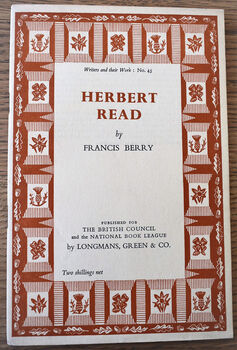 Writers and their Work : No. 45
HERBERT
READ
by
FRANCIS BERRY
PUBLISHED FOR
THE BRITISH COUNCIL
and the NATIONAL BOOK LEAGUE
by LONGMANS, GREEN & CO.
Two shillings net